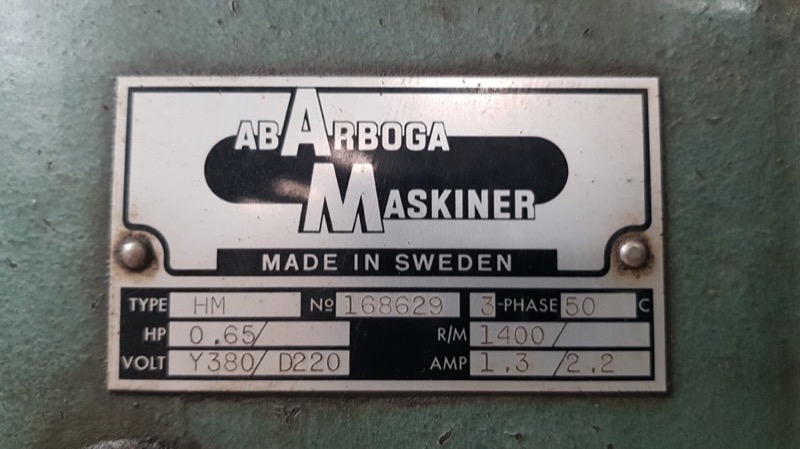 AB ARBOGA
MASKINER
MADE IN SWEDEN
TYPE HM Nº 168629 3-PHASE 50 C
HP 0.65/ R/M 1400/
VOLT Y380/ D220 AMP 1.3 /2.2